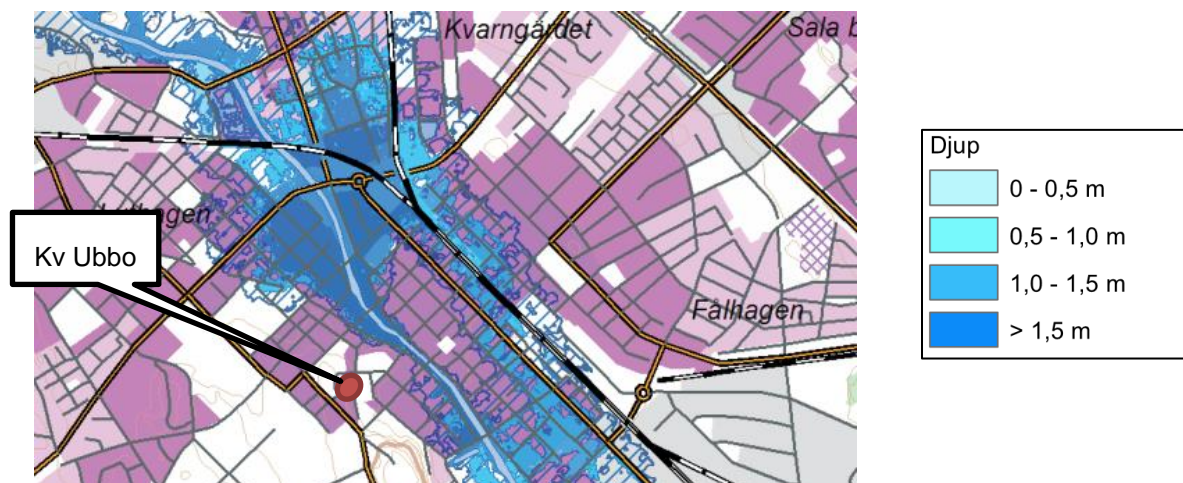 Kvarngärdet
Sala b
Kv Ubbo
Fålhagen
Djup
0 - 0,5 m
0,5 - 1,0 m
1,0 - 1,5 m
> 1,5 m